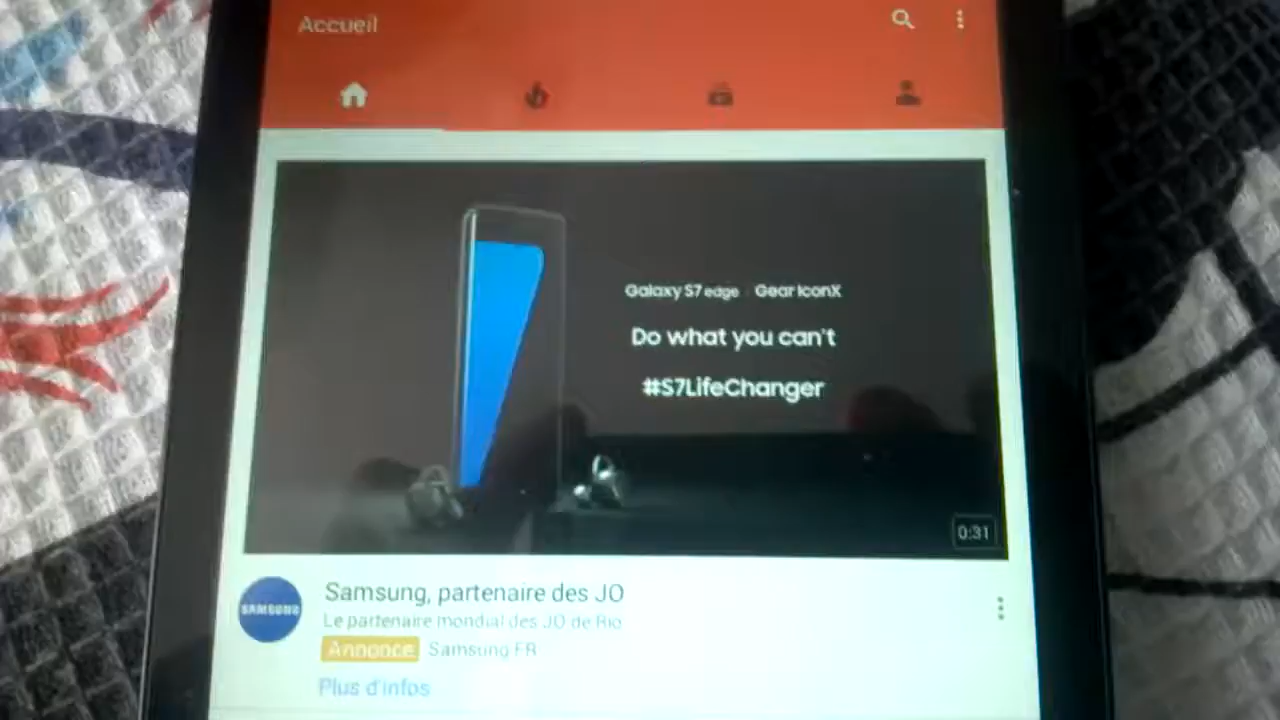 Accueil
Galaxy S7 edge Gear IconX
Do what you can't
#S7LifeChanger
0:31
SAMSUNG
Samsung, partenaire des JO
Le partenaire mondial des JO de Rio
Annonce Samsung FR
Plus d'infos